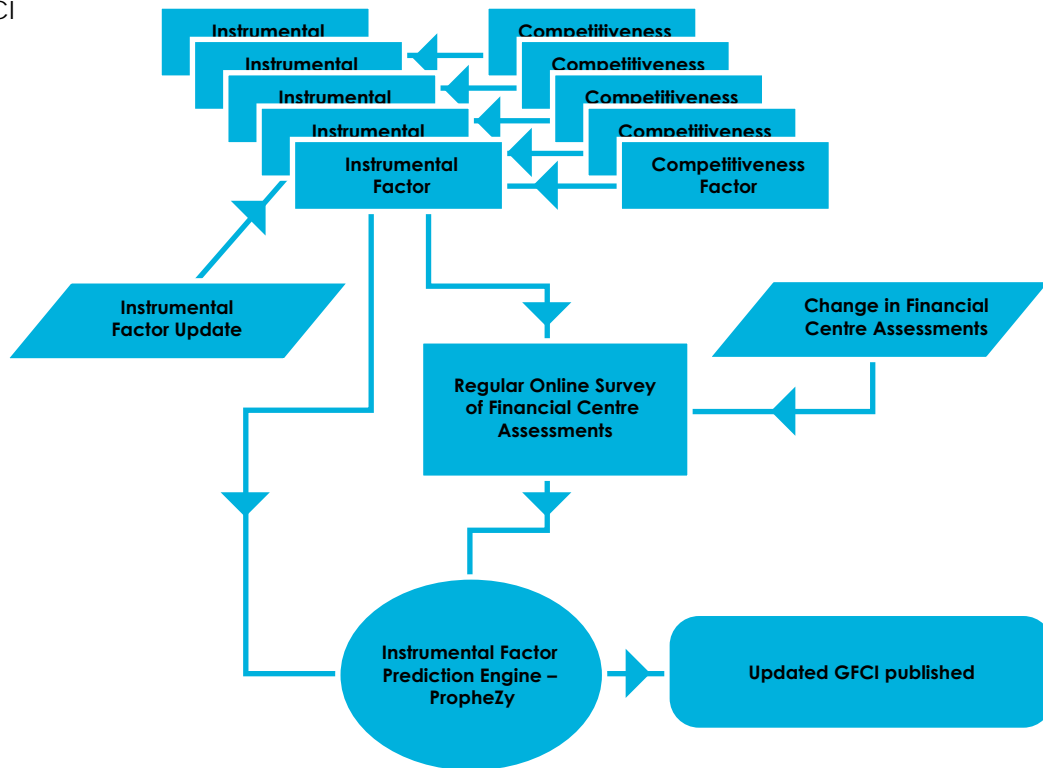 CI
Instrumental
Competitiveness
Instrumental
Competitiveness
Instrumental
Competitiveness
Instrumental
Competitiveness
Instrumental
Factor
Competitiveness
Factor
Instrumental
Factor Update
Change in Financial
Centre Assessments
Regular Online Survey
of Financial Centre
Assessments
Instrumental Factor
Prediction Engine –
PropheZy
Updated GFCI published